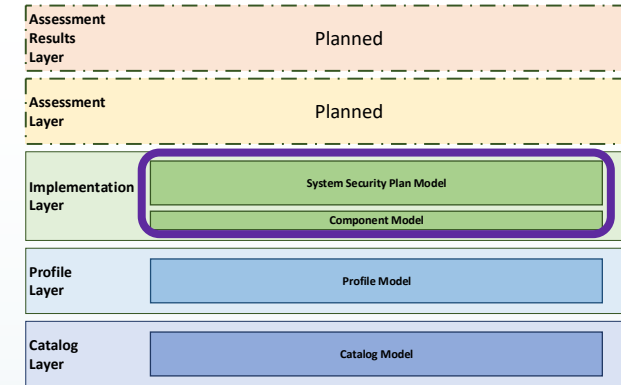 Assessment
Results
Layer
Planned
Assessment
Layer
Planned
Implementation
Layer
System Security Plan Model
Component Model
Profile
Layer
Profile Model
Catalog
Layer
Catalog Model